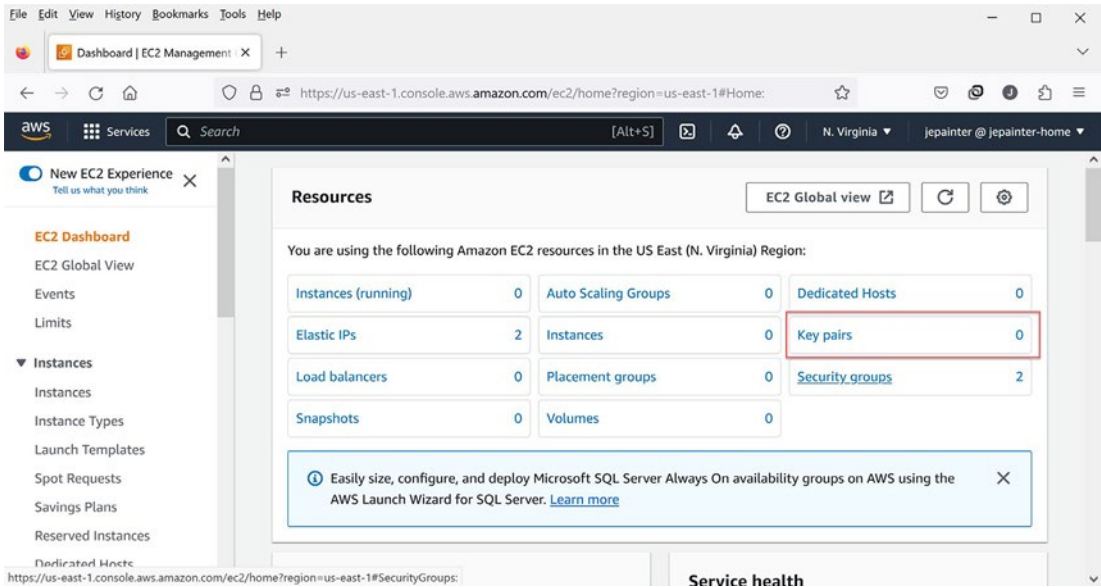 File Edit View History Bookmarks Tools Help
Dashboard | EC2 Management
https://us-east-1.console.aws.amazon.com/ec2/home?region=us-east-1#Home:
aws Services Search [Alt+S] N. Virginia jepainter @ jepainter-home
New EC2 Experience
Tell us what you think
EC2 Dashboard
EC2 Global View
Events
Limits
Instances
Instances
Instance Types
Launch Templates
Spot Requests
Savings Plans
Reserved Instances
Dedicated Hosts
Resources
EC2 Global view
You are using the following Amazon EC2 resources in the US East (N. Virginia) Region:
Instances (running) 0 Auto Scaling Groups 0 Dedicated Hosts 0
Elastic IPs 2 Instances 0 Key pairs 0
Load balancers 0 Placement groups 0 Security groups 2
Snapshots 0 Volumes 0
Easily size, configure, and deploy Microsoft SQL Server Always On availability groups on AWS using the
AWS Launch Wizard for SQL Server. Learn more
Service health
https://us-east-1.console.aws.amazon.com/ec2/home?region=us-east-1#SecurityGroups: